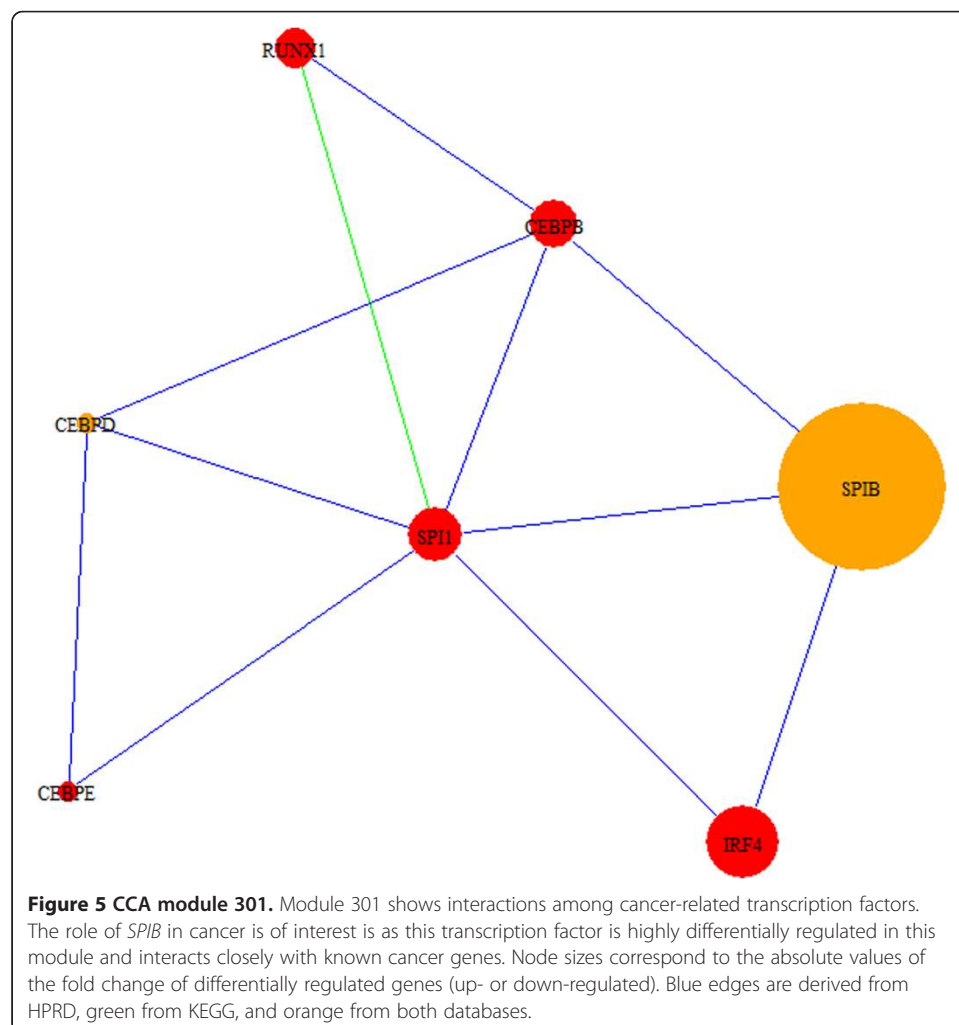 RUNX1
CEBPB
CEBPD
SPIB
SPI1
CEBPE
IRF4
Figure 5 CCA module 301. Module 301 shows interactions among cancer-related transcription factors.
The role of SPIB in cancer is of interest is as this transcription factor is highly differentially regulated in this
module and interacts closely with known cancer genes. Node sizes correspond to the absolute values of
the fold change of differentially regulated genes (up- or down-regulated). Blue edges are derived from
HPRD, green from KEGG, and orange from both databases.